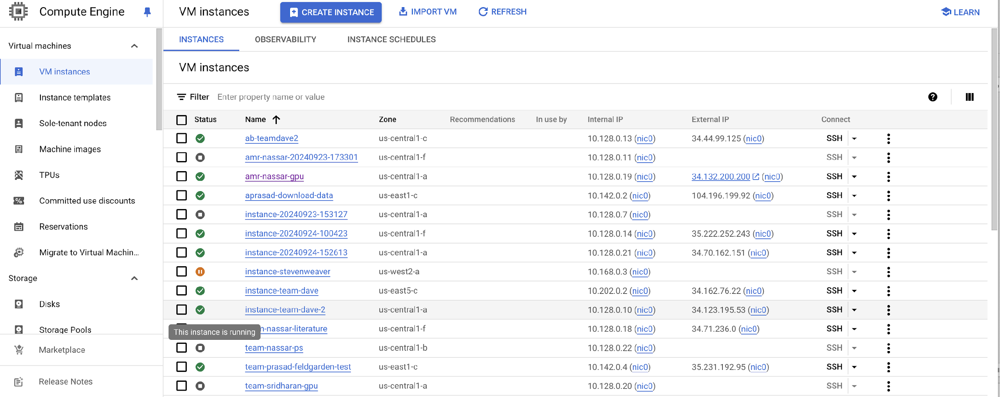 Compute Engine
VM instances
CREATE INSTANCE
IMPORT VM
REFRESH
LEARN
Virtual machines
VM instances
Instance templates
Sole-tenant nodes
Machine images
TPUs
Committed use discounts
Reservations
Migrate to Virtual Machin...
Storage
Disks
Storage Pools
Marketplace
Release Notes
INSTANCES OBSERVABILITY INSTANCE SCHEDULES
VM instances
Filter Enter property name or value
Status Name Zone Recommendations In use by Internal IP External IP Connect
ab-teamdave2 us-central1-c 10.128.0.13 (nic0) 34.44.99.125 (nic0) SSH
amr-nassar-20240923-173301 us-central1-f 10.128.0.11 (nic0) SSH
amr-nassar-gpu us-central1-a 10.128.0.19 (nic0) 34.132.200.200 (nic0) SSH
aprasad-download-data us-east1-c 10.142.0.2 (nic0) 104.196.199.92 (nic0) SSH
instance-20240923-153127 us-central1-a 10.128.0.7 (nic0) SSH
instance-20240924-100423 us-central1-f 10.128.0.14 (nic0) 35.222.252.243 (nic0) SSH
instance-20240924-152613 us-central1-a 10.128.0.21 (nic0) 34.70.162.151 (nic0) SSH
instance-stevenweaver us-west2-a 10.168.0.3 (nic0) SSH
instance-team-dave us-east5-c 10.202.0.2 (nic0) 34.162.76.22 (nic0) SSH
instance-team-dave-2 us-central1-a 10.128.0.10 (nic0) 34.123.195.53 (nic0) SSH
This instance is running
-nassar-literature us-central1-f 10.128.0.18 (nic0) 34.71.236.0 (nic0) SSH
team-nassar-ps us-central1-b 10.128.0.22 (nic0) SSH
team-prasad-feldgarden-test us-east1-c 10.142.0.4 (nic0) 35.231.192.95 (nic0) SSH
team-sridharan-gpu us-central1-a 10.128.0.20 (nic0) SSH